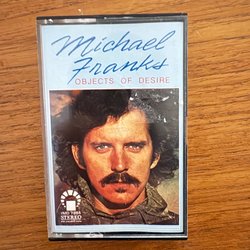 Michael
Franks
OBJECTS OF DESIRE
STEREO